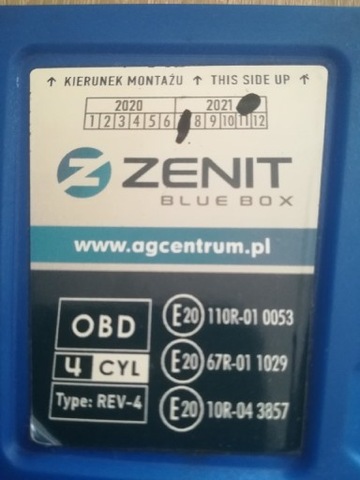 ↑ KIERUNEK MONTAŻU ↑ THIS SIDE UP ↑
2020 2021
1 2 3 4 5 6 8 9 10 11 12
ZENIT
BLUE BOX
www.agcentrum.pl
OBD
4 CYL
Type: REV-4
E20 110R-01 0053
E20 67R-01 1029
E20 10R-04 3857